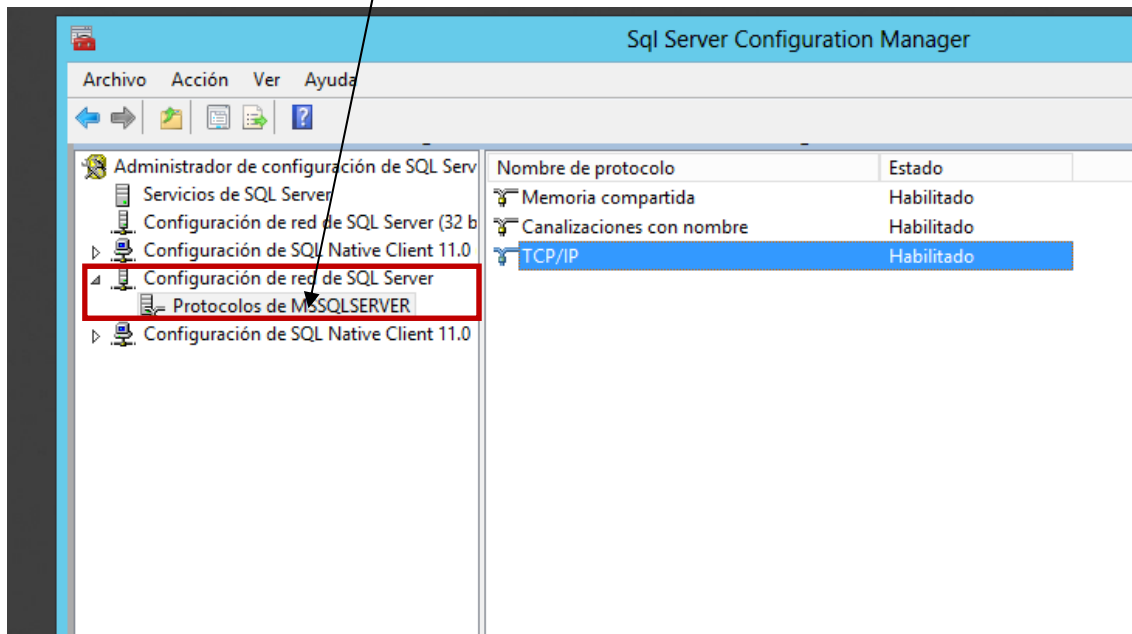 Sql Server Configuration Manager
Archivo Acción Ver Ayuda
Administrador de configuración de SQL Serv
Servicios de SQL Server
Configuración de red de SQL Server (32 b
Configuración de SQL Native Client 11.0
Configuración de red de SQL Server
Protocolos de MSSQLSERVER
Configuración de SQL Native Client 11.0
Nombre de protocolo Estado
Memoria compartida Habilitado
Canalizaciones con nombre Habilitado
TCP/IP Habilitado